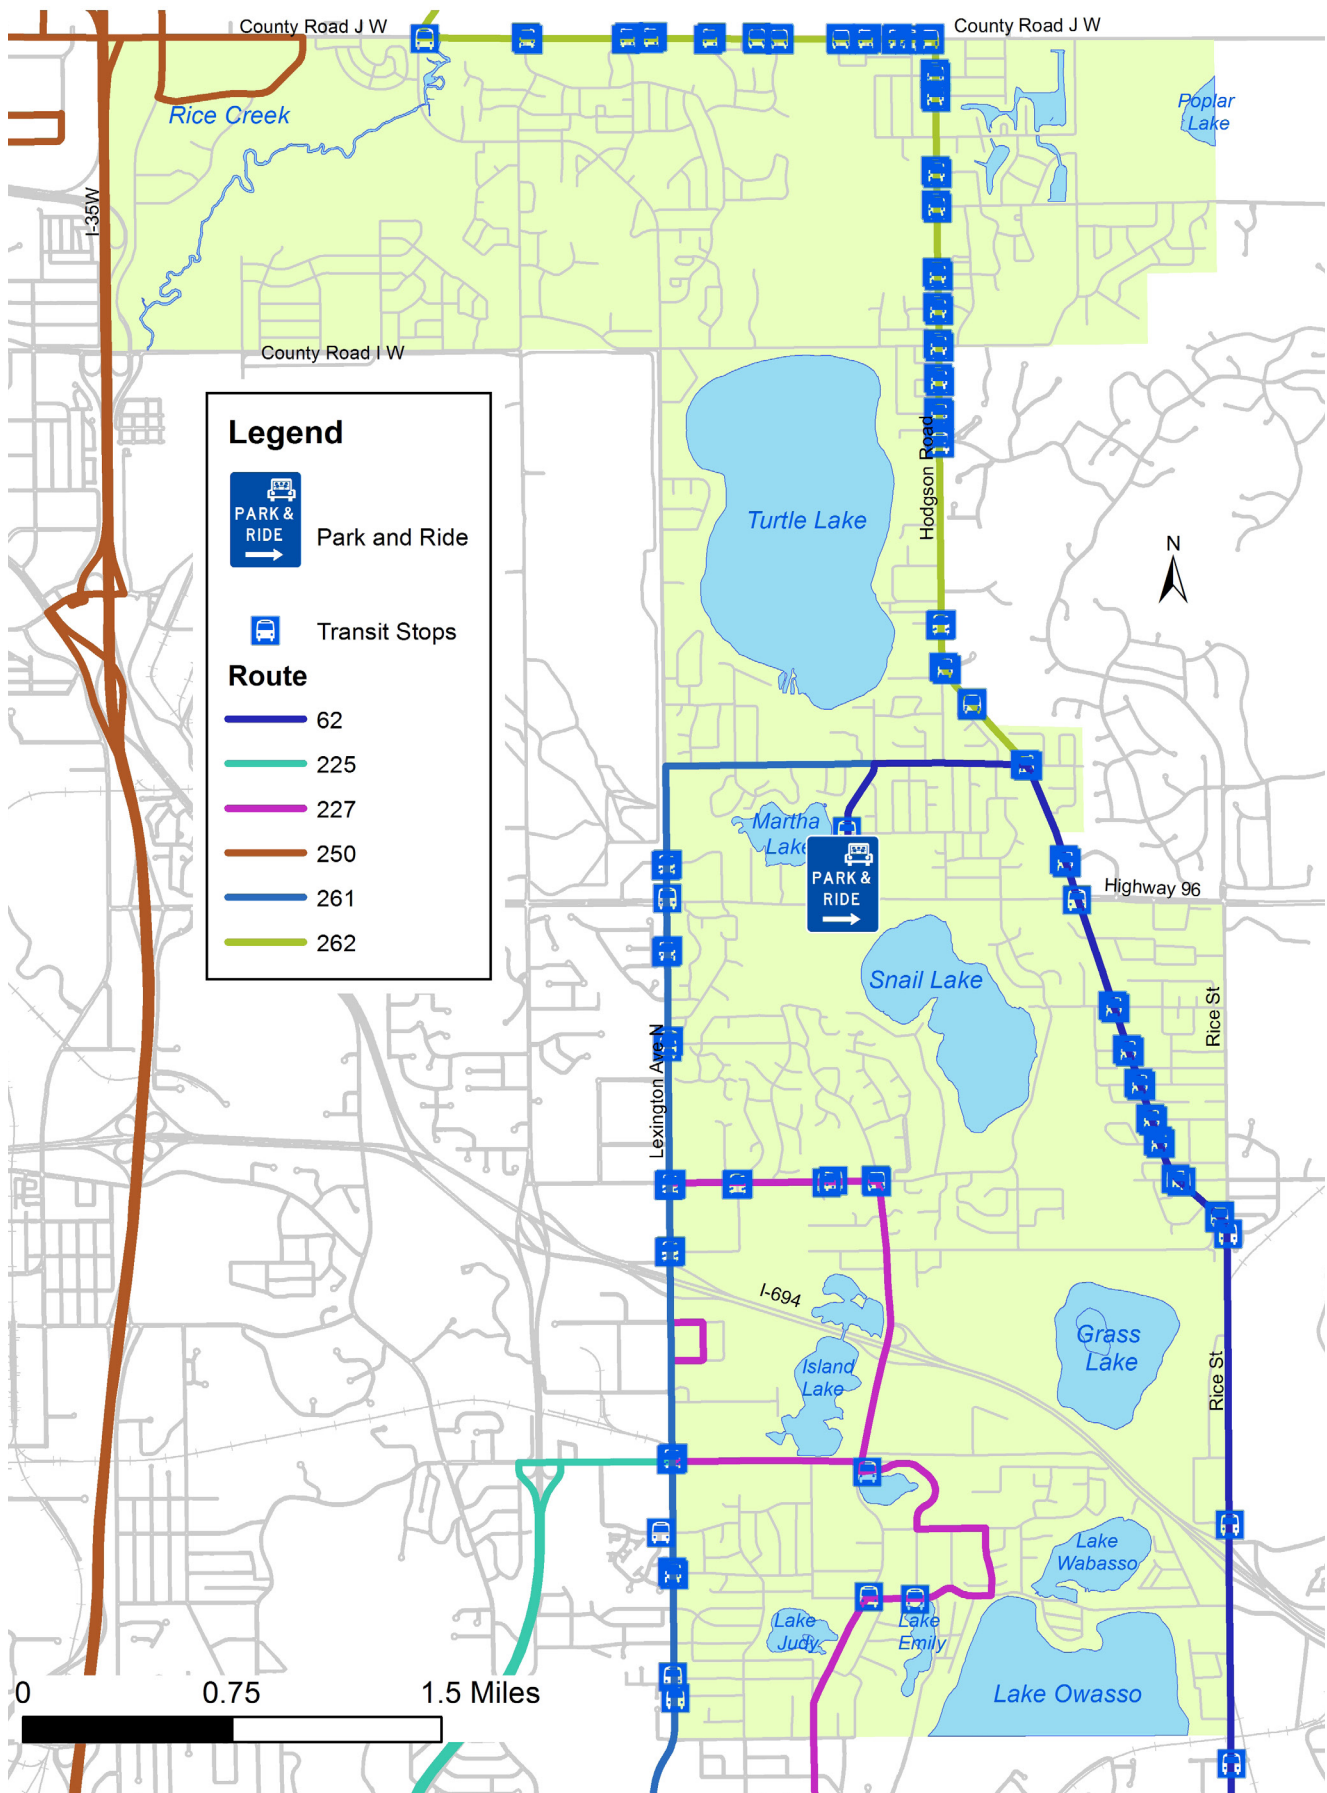 County Road J W
County Road J W
Rice Creek
Poplar
Lake
I-35W
County Road I W
Legend
PARK &
RIDE
Park and Ride
Transit Stops
Route
62
225
227
250
261
262
Turtle Lake
Hodgson Road
N
Martha
Lake
PARK &
RIDE
Highway 96
Snail Lake
Rice St
Lexington Ave N
I-694
Grass
Lake
Island
Lake
Rice St
Lake
Wabasso
Lake
Judy
Lake
Emily
Lake Owasso
0 0.75 1.5 Miles